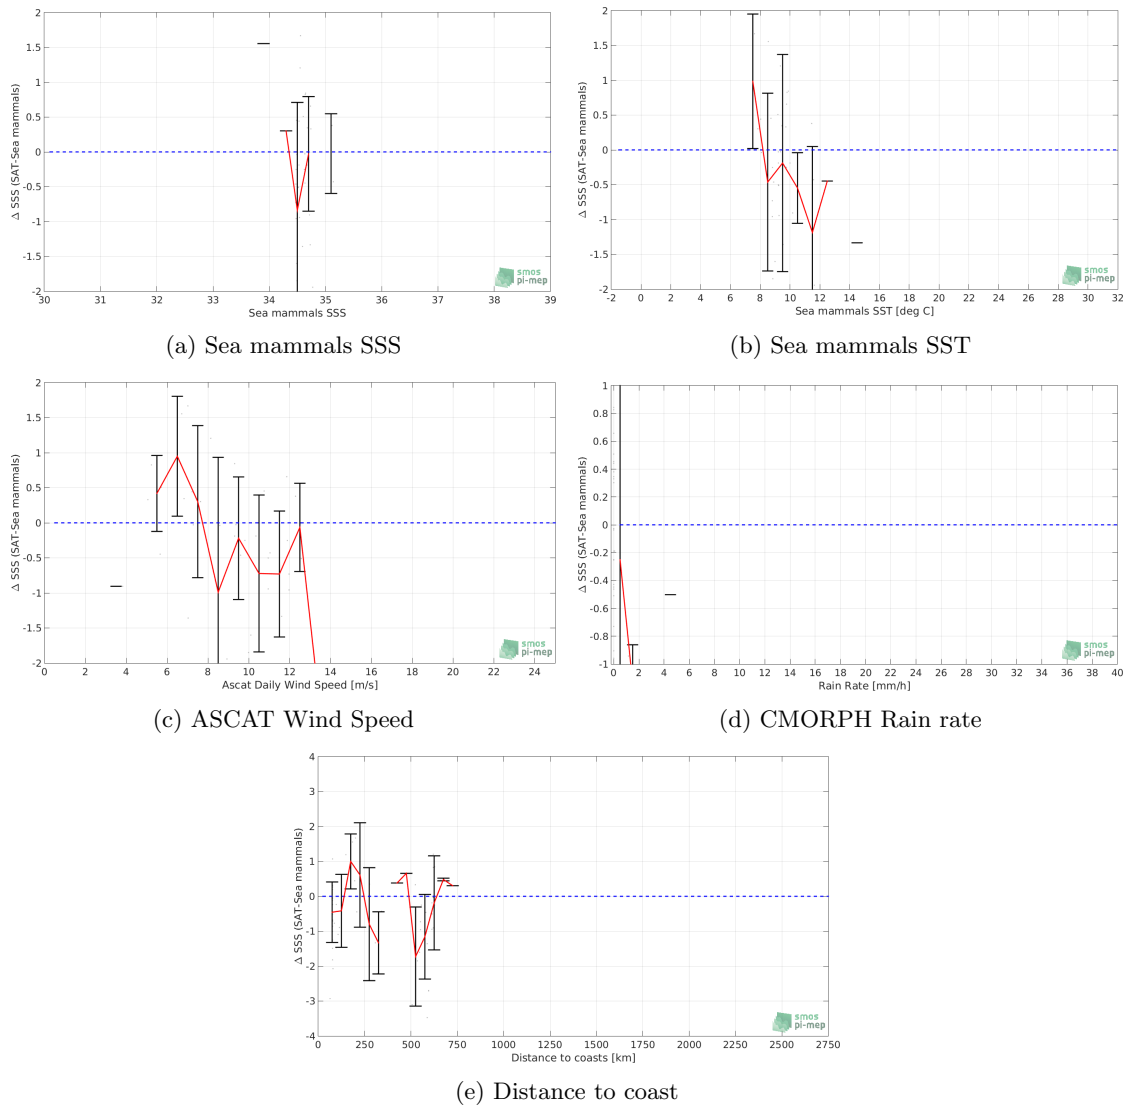 2
1.5
1
0.5
0
-0.5
-1
-1.5
-2
30 31 32 33 34 35 36 37 38 39
Δ SSS (SAT-Sea mammals)
Sea mammals SSS
smos
pi-mep
(a) Sea mammals SSS
2
1.5
1
0.5
0
-0.5
-1
-1.5
-2
-2 0 2 4 6 8 10 12 14 16 18 20 22 24 26 28 30 32
Δ SSS (SAT-Sea mammals)
Sea mammals SST [deg C]
smos
pi-mep
(b) Sea mammals SST
2
1.5
1
0.5
0
-0.5
-1
-1.5
-2
0 2 4 6 8 10 12 14 16 18 20 22 24
Δ SSS (SAT-Sea mammals)
Ascat Daily Wind Speed [m/s]
smos
pi-mep
(c) ASCAT Wind Speed
1
0.8
0.6
0.4
0.2
0
-0.2
-0.4
-0.6
-0.8
-1
0 2 4 6 8 10 12 14 16 18 20 22 24 26 28 30 32 34 36 38 40
Δ SSS (SAT-Sea mammals)
Rain Rate [mm/h]
smos
pi-mep
(d) CMORPH Rain rate
4
3
2
1
0
-1
-2
-3
-4
0 250 500 750 1000 1250 1500 1750 2000 2250 2500 2750
Δ SSS (SAT-Sea mammals)
Distance to coasts [km]
smos
pi-mep
(e) Distance to coast